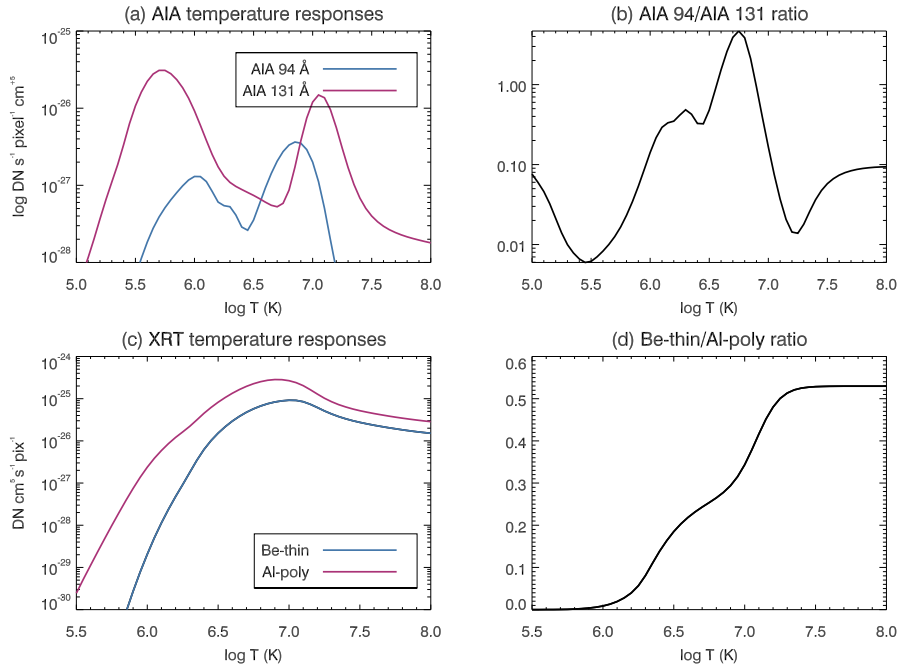 (a) AIA temperature responses
10⁻²⁵
10⁻²⁶
10⁻²⁷
10⁻²⁸
log DN s⁻¹ pixel⁻¹ cm⁺⁵
AIA 94 Å
AIA 131 Å
5.0 5.5 6.0 6.5 7.0 7.5 8.0
log T (K)
(b) AIA 94/AIA 131 ratio
1.00
0.10
0.01
5.0 5.5 6.0 6.5 7.0 7.5 8.0
log T (K)
(c) XRT temperature responses
10⁻²⁴
10⁻²⁵
10⁻²⁶
10⁻²⁷
10⁻²⁸
10⁻²⁹
10⁻³⁰
DN cm⁵ s⁻¹ pix⁻¹
Be-thin
Al-poly
5.5 6.0 6.5 7.0 7.5 8.0
log T (K)
(d) Be-thin/Al-poly ratio
0.6
0.5
0.4
0.3
0.2
0.1
0.0
5.5 6.0 6.5 7.0 7.5 8.0
log T (K)